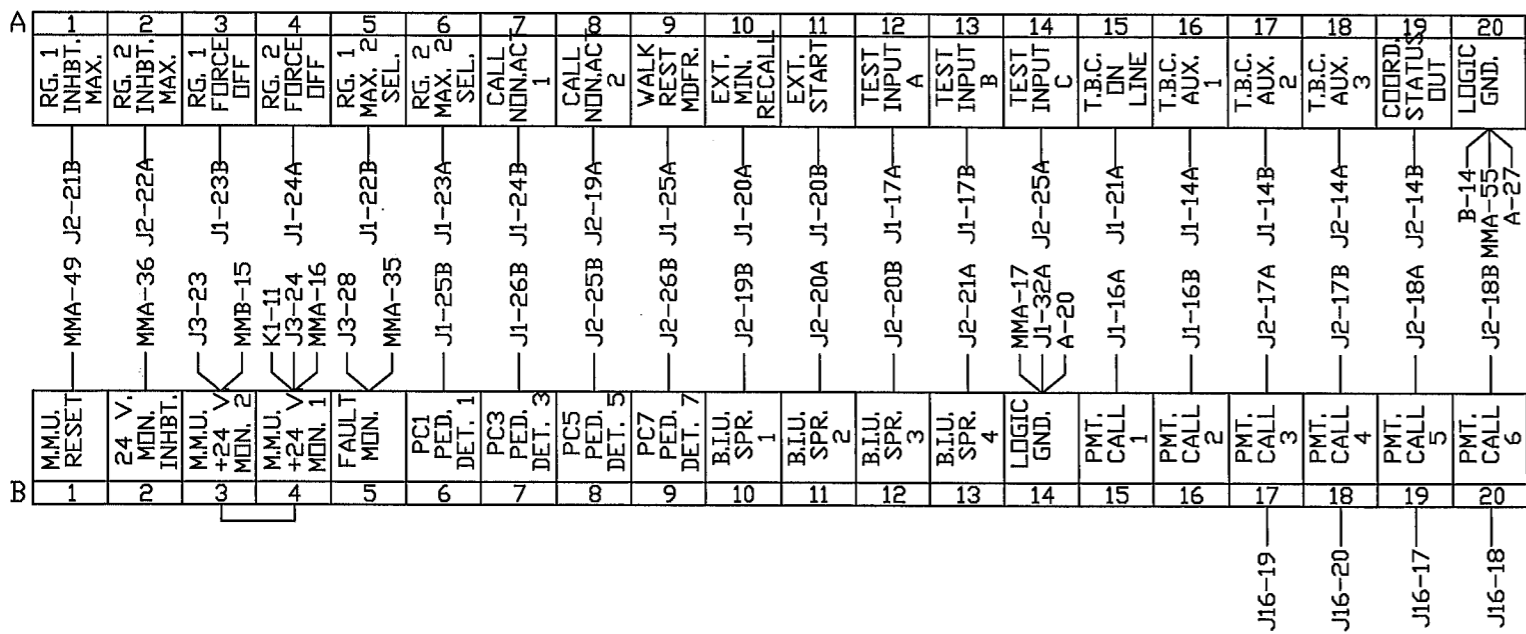 A
1 2 3 4 5 6 7 8 9 10 11 12 13 14 15 16 17 18 19 20
RG. 1
INHBT.
MAX.
RG. 2
INHBT.
MAX.
RG. 1
FORCE
OFF
RG. 2
FORCE
OFF
RG. 1
MAX. 2
SEL.
RG. 2
MAX. 2
SEL.
CALL
NON.ACT
1
CALL
NON.ACT
2
WALK
REST
MDFR.
EXT.
MIN.
RECALL
EXT.
START
TEST
INPUT
A
TEST
INPUT
B
TEST
INPUT
C
T.B.C.
ON
LINE
T.B.C.
AUX.
1
T.B.C.
AUX.
2
T.B.C.
AUX.
3
COORD.
STATUS
OUT
LOGIC
GND.
J2-21B
J2-22A
J1-23B
J1-24A
J1-22B
J1-23A
J1-24B
J2-19A
J1-25A
J1-20A
J1-20B
J1-17A
J1-17B
J2-25A
J1-21A
J1-14A
J1-14B
J2-14A
J2-14B
B-14
MMA-55
A-27
MMA-49
MMA-36
J3-23
MMB-15
K1-11
J3-24
MMA-16
J3-28
MMA-35
J1-25B
J1-26B
J2-25B
J2-26B
J2-19B
J2-20A
J2-20B
J2-21A
MMA-17
J1-32A
A-20
J1-16A
J1-16B
J2-17A
J2-17B
J2-18A
J2-18B
M.M.U.
RESET
24 V.
MON.
INHBT.
M.M.U.
+24 V
MON. 2
M.M.U.
+24 V
MON. 1
FAULT
MON.
PC1
PED.
DET. 1
PC3
PED.
DET. 3
PC5
PED.
DET. 5
PC7
PED.
DET. 7
B.I.U.
SPR.
1
B.I.U.
SPR.
2
B.I.U.
SPR.
3
B.I.U.
SPR.
4
LOGIC
GND.
PMT.
CALL
1
PMT.
CALL
2
PMT.
CALL
3
PMT.
CALL
4
PMT.
CALL
5
PMT.
CALL
6
B
1 2 3 4 5 6 7 8 9 10 11 12 13 14 15 16 17 18 19 20
J16-19
J16-20
J16-17
J16-18